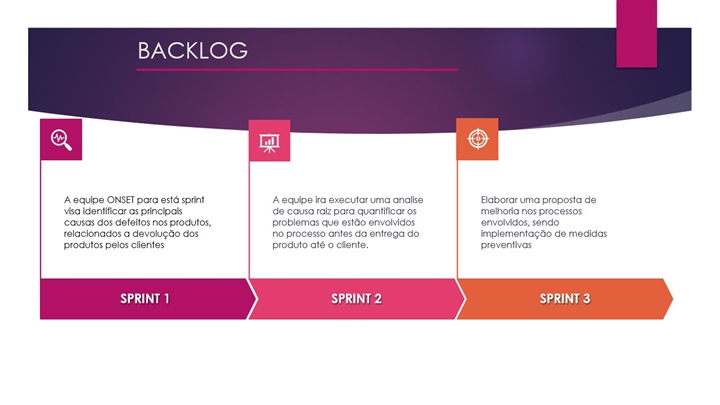 BACKLOG
A equipe ONSET para está sprint
visa identificar as principais
causas dos defeitos nos produtos,
relacionados a devolução dos
produtos pelos clientes
A equipe ira executar uma analise
de causa raiz para quantificar os
problemas que estão envolvidos
no processo antes da entrega do
produto até o cliente.
Elaborar uma proposta de
melhoria nos processos
envolvidos, sendo
implementação de medidas
preventivas
SPRINT 1
SPRINT 2
SPRINT 3